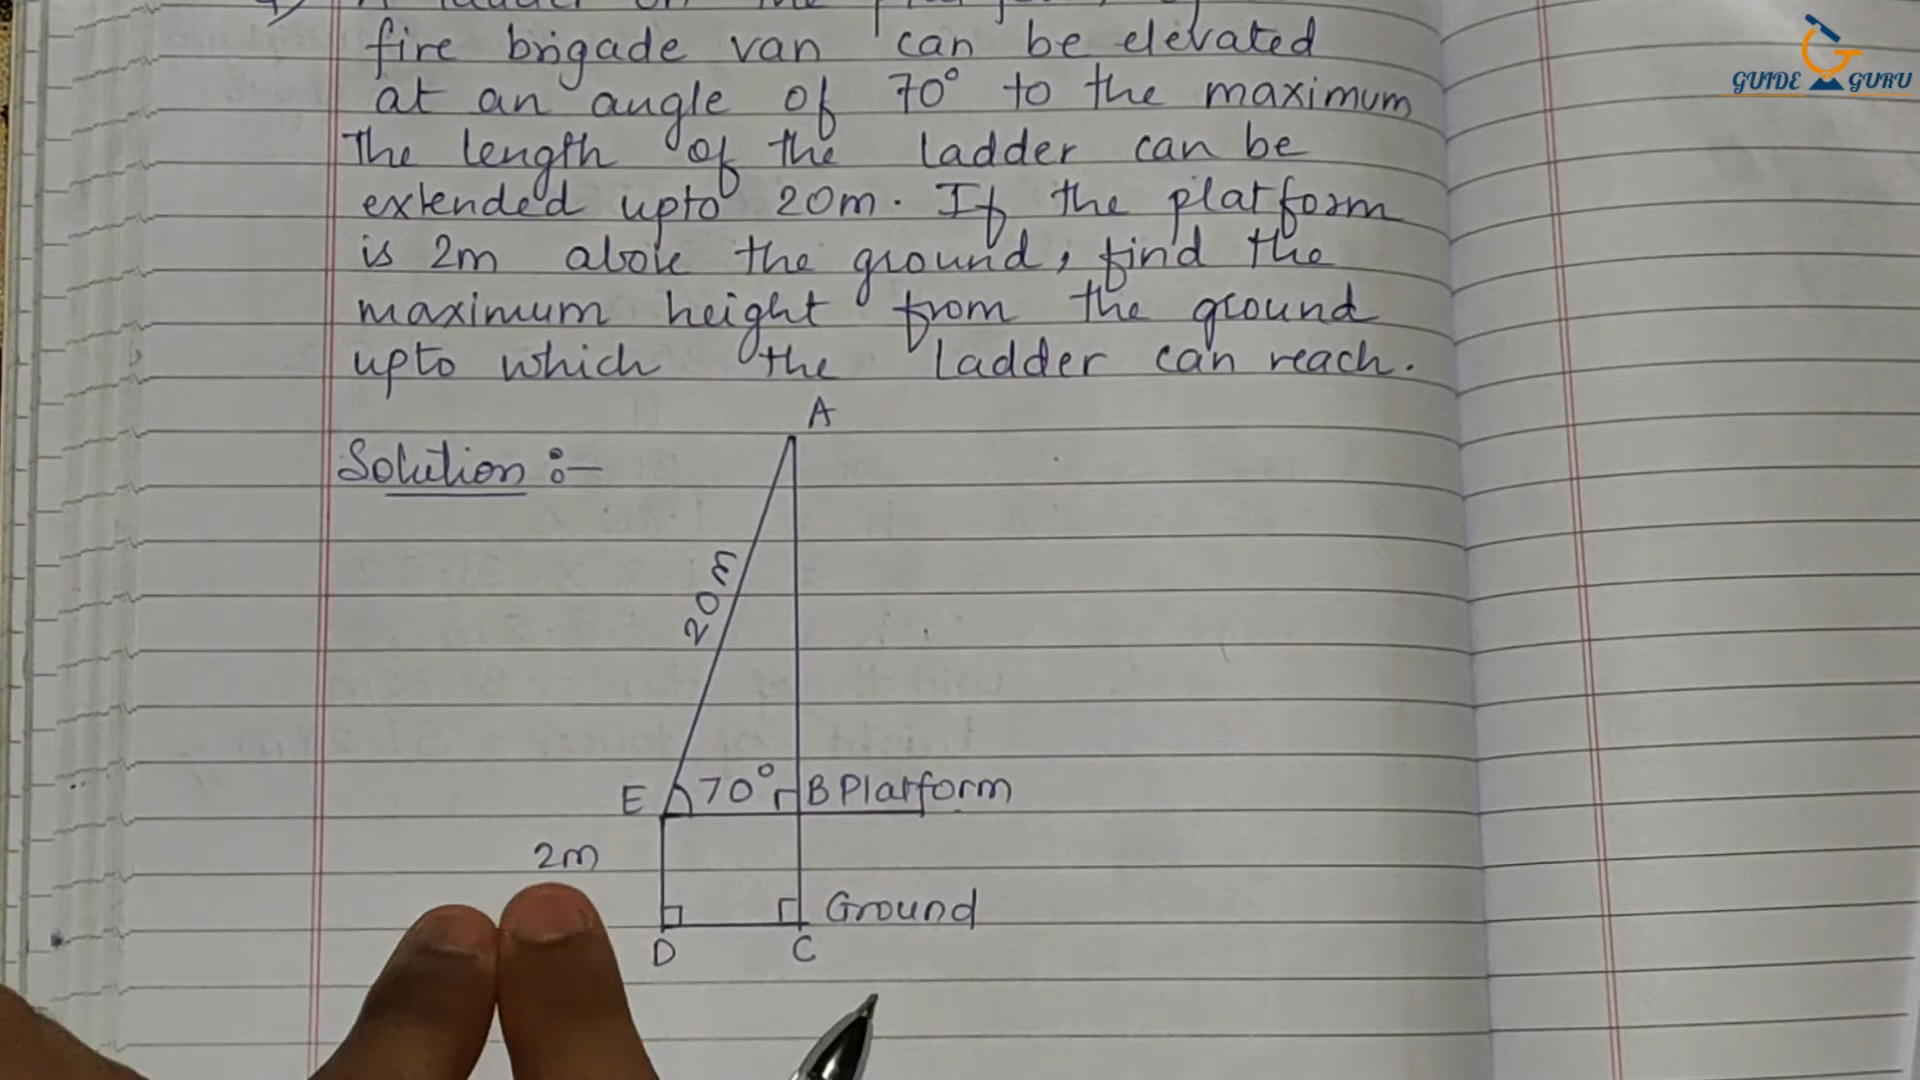 fire brigade van can be elevated
at an angle of 70° to the maximum
The length of the ladder can be
extended upto 20m. If the platform
is 2m above the ground, find the
maximum height from the ground
upto which the ladder can reach.
A
Solution :-
20m
E 70° B Platform
2m
Ground
D C
GUIDE GURU